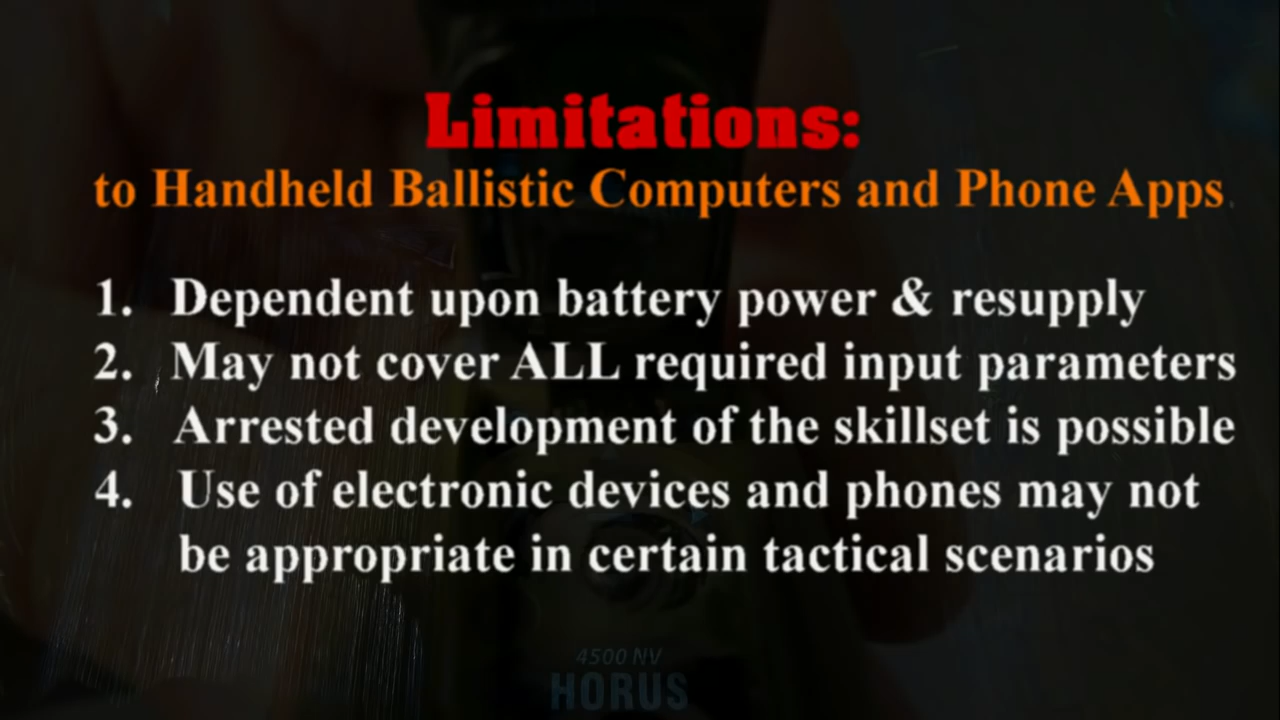 Limitations:
to Handheld Ballistic Computers and Phone Apps
1. Dependent upon battery power & resupply
2. May not cover ALL required input parameters
3. Arrested development of the skillset is possible
4. Use of electronic devices and phones may not
be appropriate in certain tactical scenarios
4500 NV
HORUS